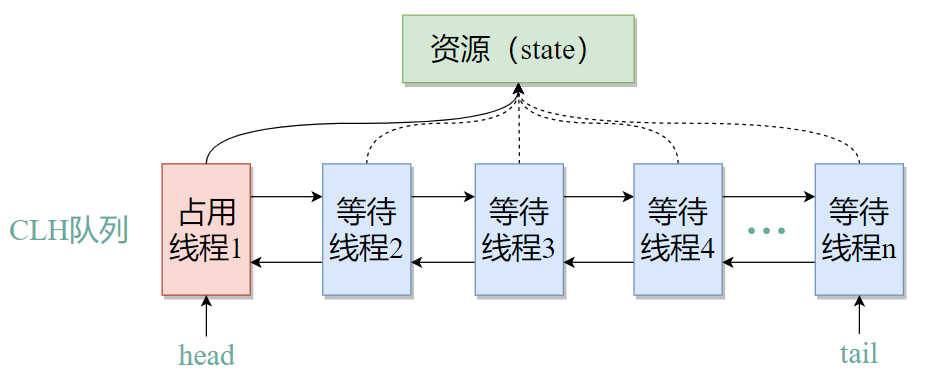 资源（state）
CLH队列
占用
线程1
等待
线程2
等待
线程3
等待
线程4
•••
等待
线程n
head
tail